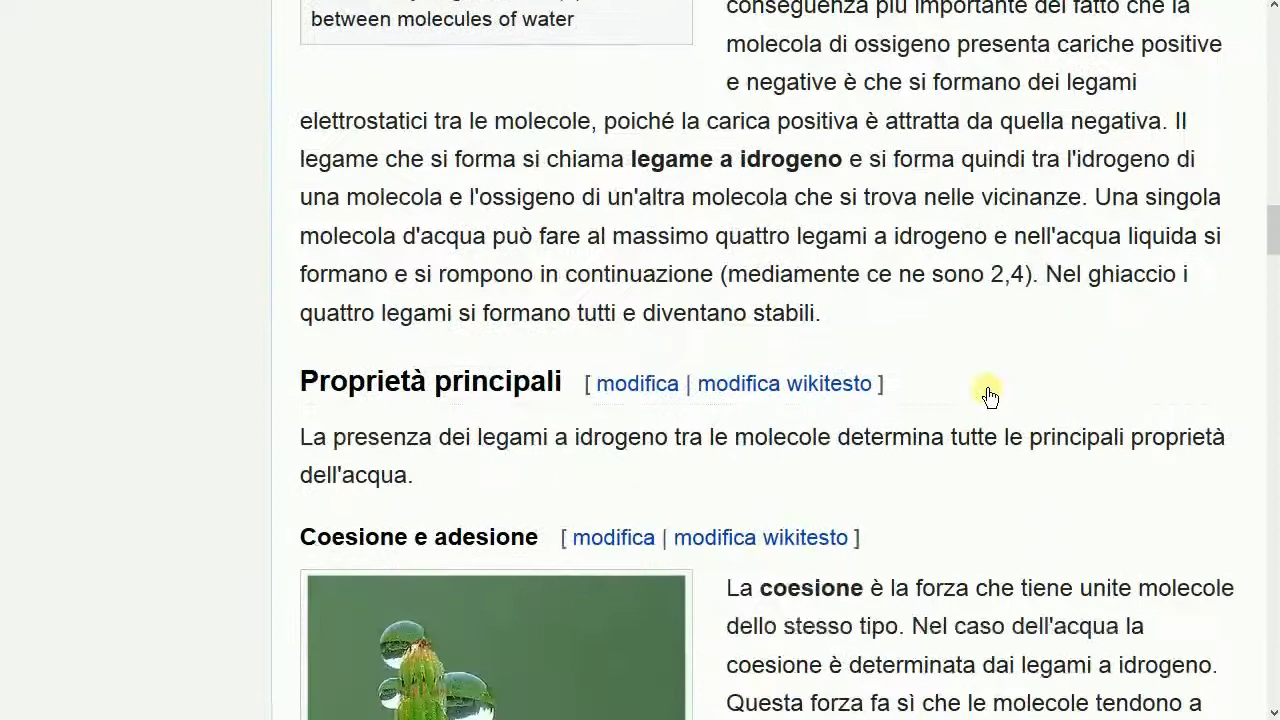 between molecules of water
conseguenza più importante del fatto che la
molecola di ossigeno presenta cariche positive
e negative è che si formano dei legami
elettrostatici tra le molecole, poiché la carica positiva è attratta da quella negativa. Il
legame che si forma si chiama legame a idrogeno e si forma quindi tra l'idrogeno di
una molecola e l'ossigeno di un'altra molecola che si trova nelle vicinanze. Una singola
molecola d'acqua può fare al massimo quattro legami a idrogeno e nell'acqua liquida si
formano e si rompono in continuazione (mediamente ce ne sono 2,4). Nel ghiaccio i
quattro legami si formano tutti e diventano stabili.
Proprietà principali [ modifica | modifica wikitesto ]
La presenza dei legami a idrogeno tra le molecole determina tutte le principali proprietà
dell'acqua.
Coesione e adesione [ modifica | modifica wikitesto ]
La coesione è la forza che tiene unite molecole
dello stesso tipo. Nel caso dell'acqua la
coesione è determinata dai legami a idrogeno.
Questa forza fa sì che le molecole tendono a